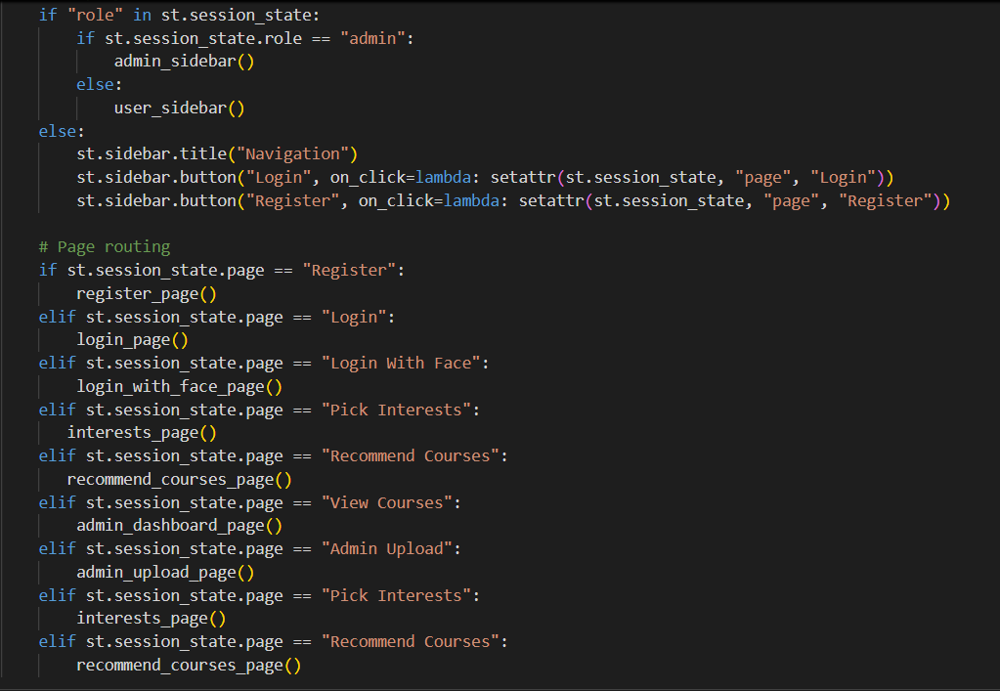 if "role" in st.session_state:
    if st.session_state.role == "admin":
        admin_sidebar()
    else:
        user_sidebar()
else:
    st.sidebar.title("Navigation")
    st.sidebar.button("Login", on_click=lambda: setattr(st.session_state, "page", "Login"))
    st.sidebar.button("Register", on_click=lambda: setattr(st.session_state, "page", "Register"))

# Page routing
if st.session_state.page == "Register":
    register_page()
elif st.session_state.page == "Login":
    login_page()
elif st.session_state.page == "Login With Face":
    login_with_face_page()
elif st.session_state.page == "Pick Interests":
   interests_page()
elif st.session_state.page == "Recommend Courses":
   recommend_courses_page()
elif st.session_state.page == "View Courses":
    admin_dashboard_page()
elif st.session_state.page == "Admin Upload":
    admin_upload_page()
elif st.session_state.page == "Pick Interests":
    interests_page()
elif st.session_state.page == "Recommend Courses":
    recommend_courses_page()